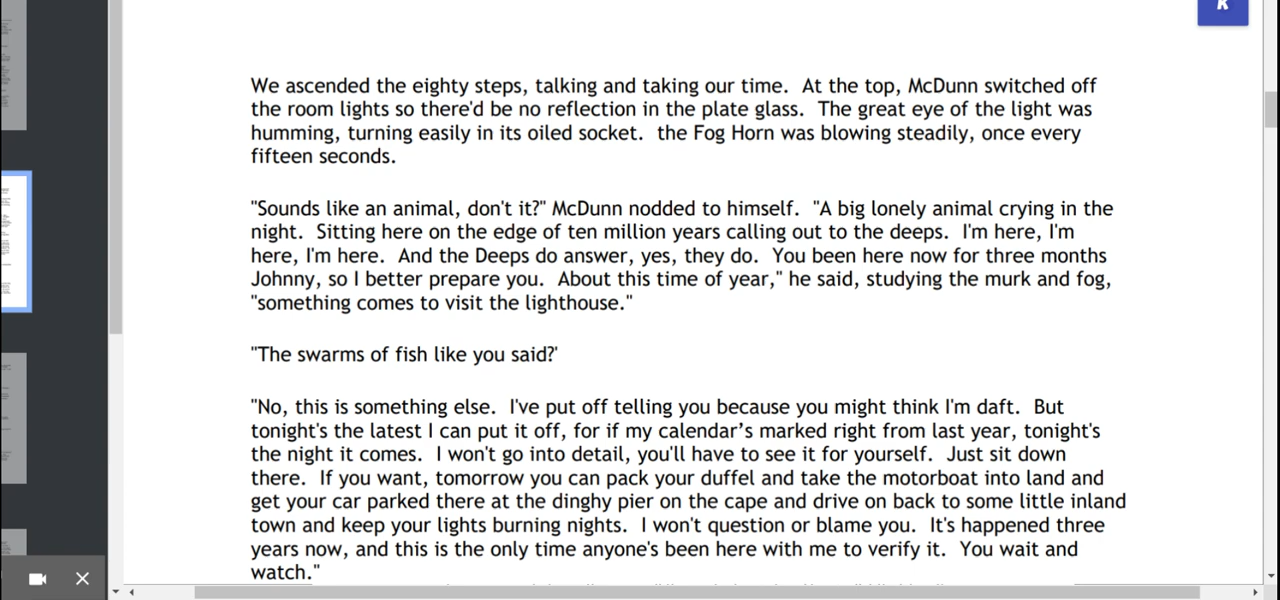 K
We ascended the eighty steps, talking and taking our time.  At the top, McDunn switched off
the room lights so there'd be no reflection in the plate glass.  The great eye of the light was
humming, turning easily in its oiled socket.  the Fog Horn was blowing steadily, once every
fifteen seconds.
"Sounds like an animal, don't it?" McDunn nodded to himself.  "A big lonely animal crying in the
night.  Sitting here on the edge of ten million years calling out to the deeps.  I'm here, I'm
here, I'm here.  And the Deeps do answer, yes, they do.  You been here now for three months
Johnny, so I better prepare you.  About this time of year," he said, studying the murk and fog,
"something comes to visit the lighthouse."
"The swarms of fish like you said?'
"No, this is something else.  I've put off telling you because you might think I'm daft.  But
tonight's the latest I can put it off, for if my calendar’s marked right from last year, tonight's
the night it comes.  I won't go into detail, you'll have to see it for yourself.  Just sit down
there.  If you want, tomorrow you can pack your duffel and take the motorboat into land and
get your car parked there at the dinghy pier on the cape and drive on back to some little inland
town and keep your lights burning nights.  I won't question or blame you.  It's happened three
years now, and this is the only time anyone's been here with me to verify it.  You wait and
watch."